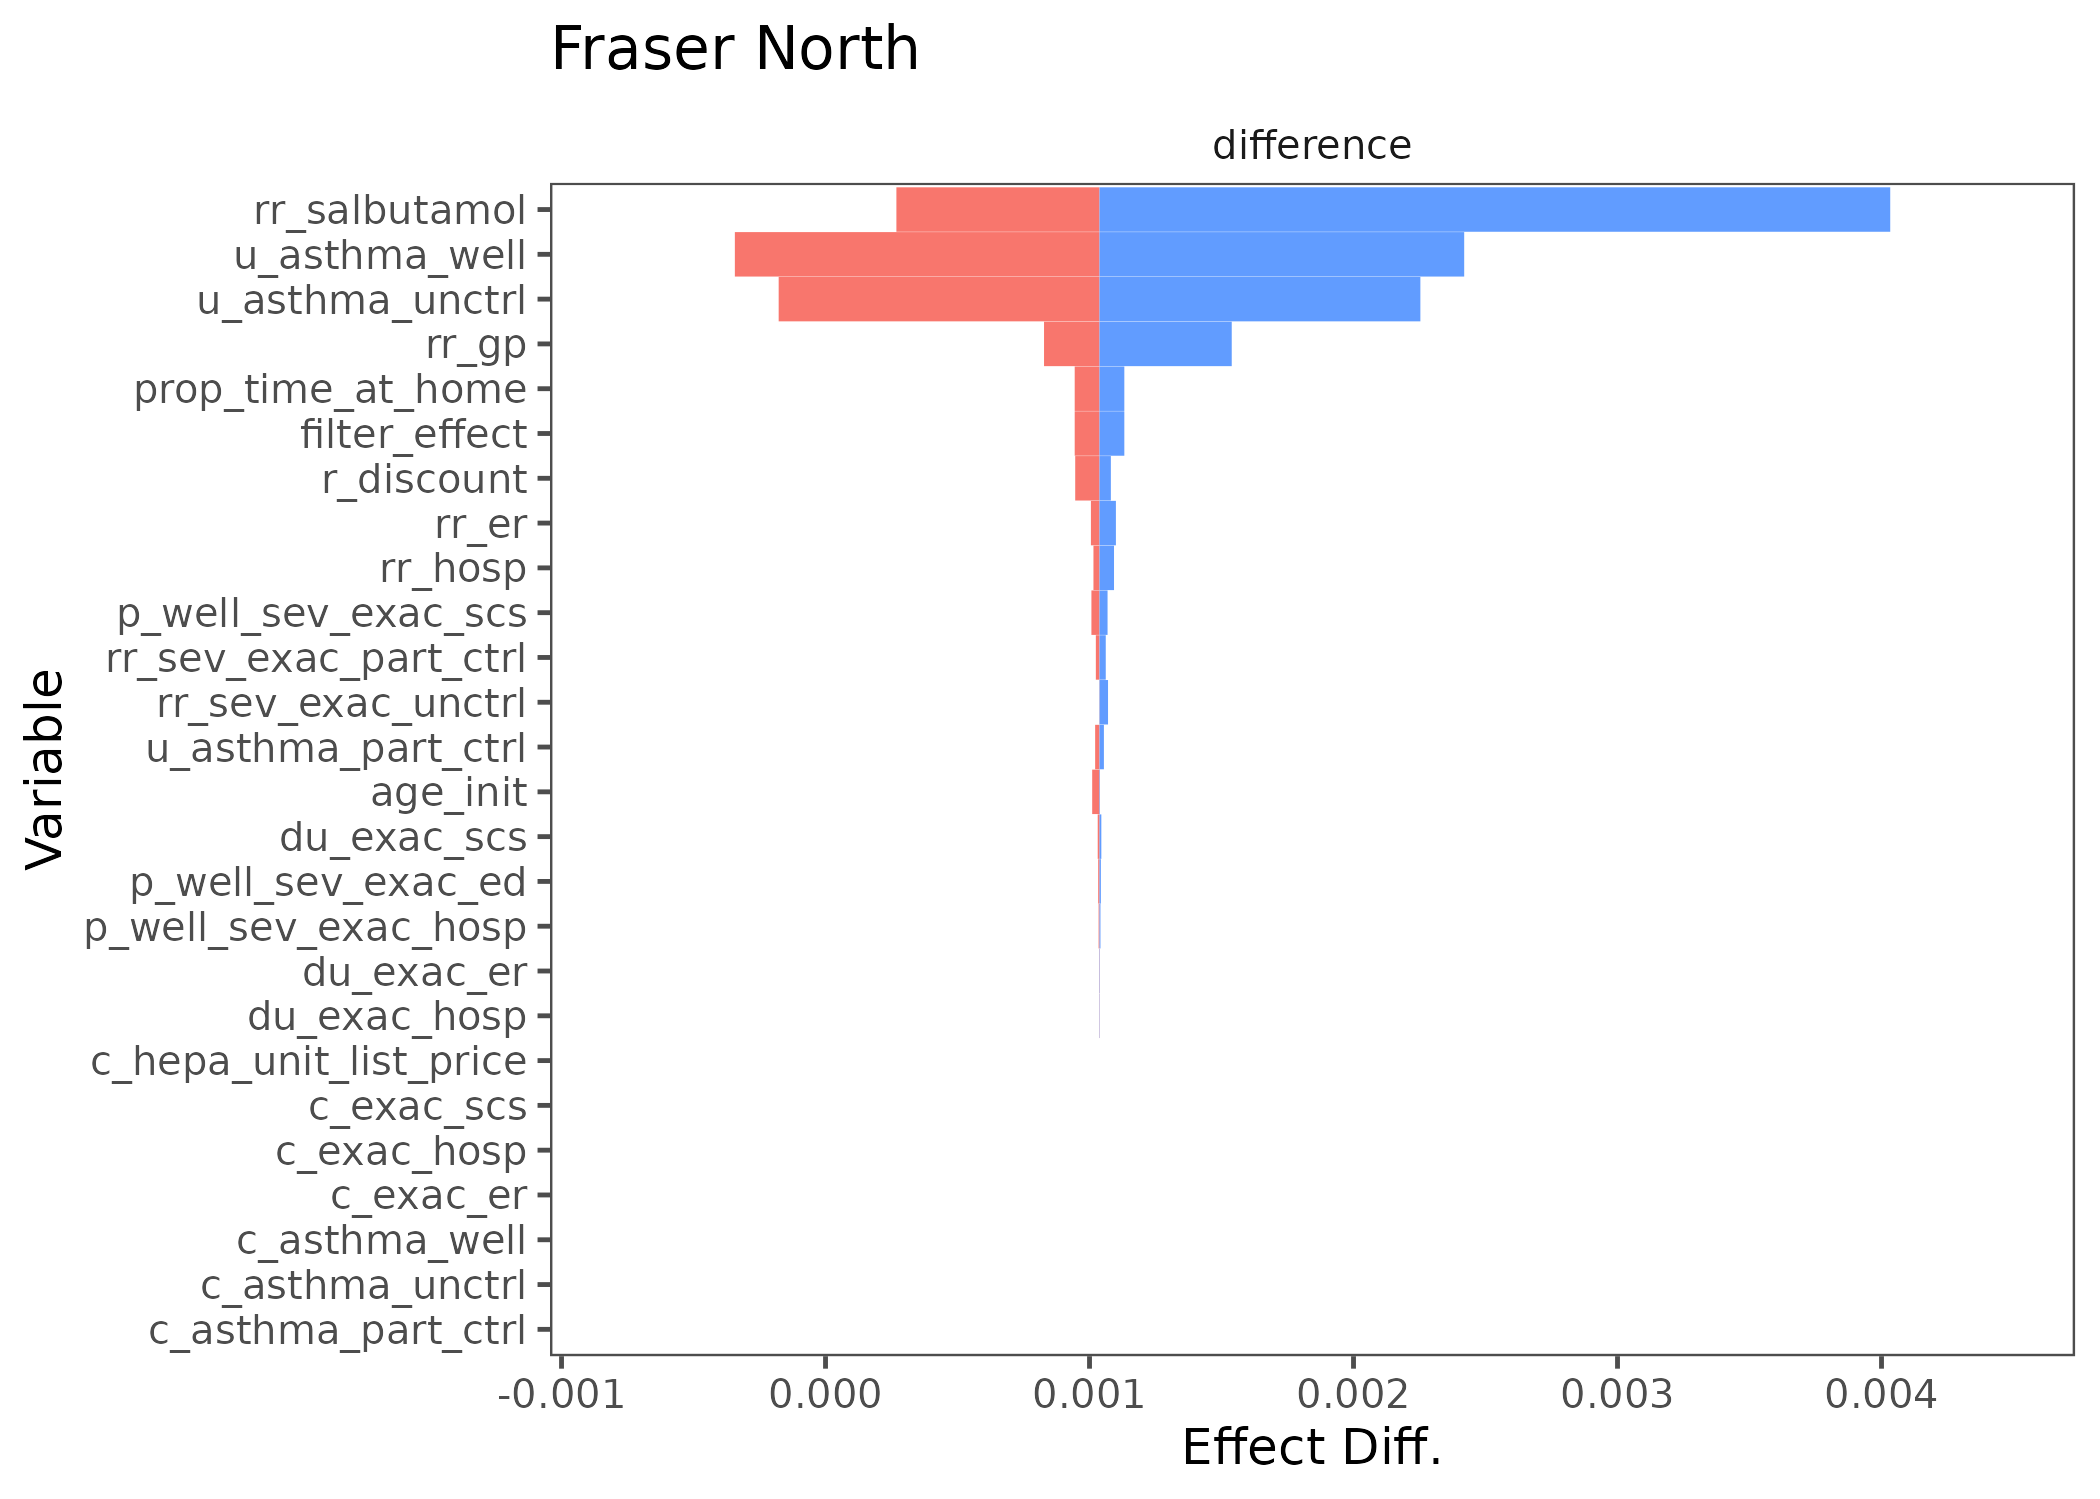 Fraser North
difference
rr_salbutamol
u_asthma_well
u_asthma_unctrl
rr_gp
prop_time_at_home
filter_effect
r_discount
rr_er
rr_hosp
p_well_sev_exac_scs
rr_sev_exac_part_ctrl
rr_sev_exac_unctrl
u_asthma_part_ctrl
age_init
du_exac_scs
p_well_sev_exac_ed
p_well_sev_exac_hosp
du_exac_er
du_exac_hosp
c_hepa_unit_list_price
c_exac_scs
c_exac_hosp
c_exac_er
c_asthma_well
c_asthma_unctrl
c_asthma_part_ctrl
Variable
-0.001 0.000 0.001 0.002 0.003 0.004
Effect Diff.